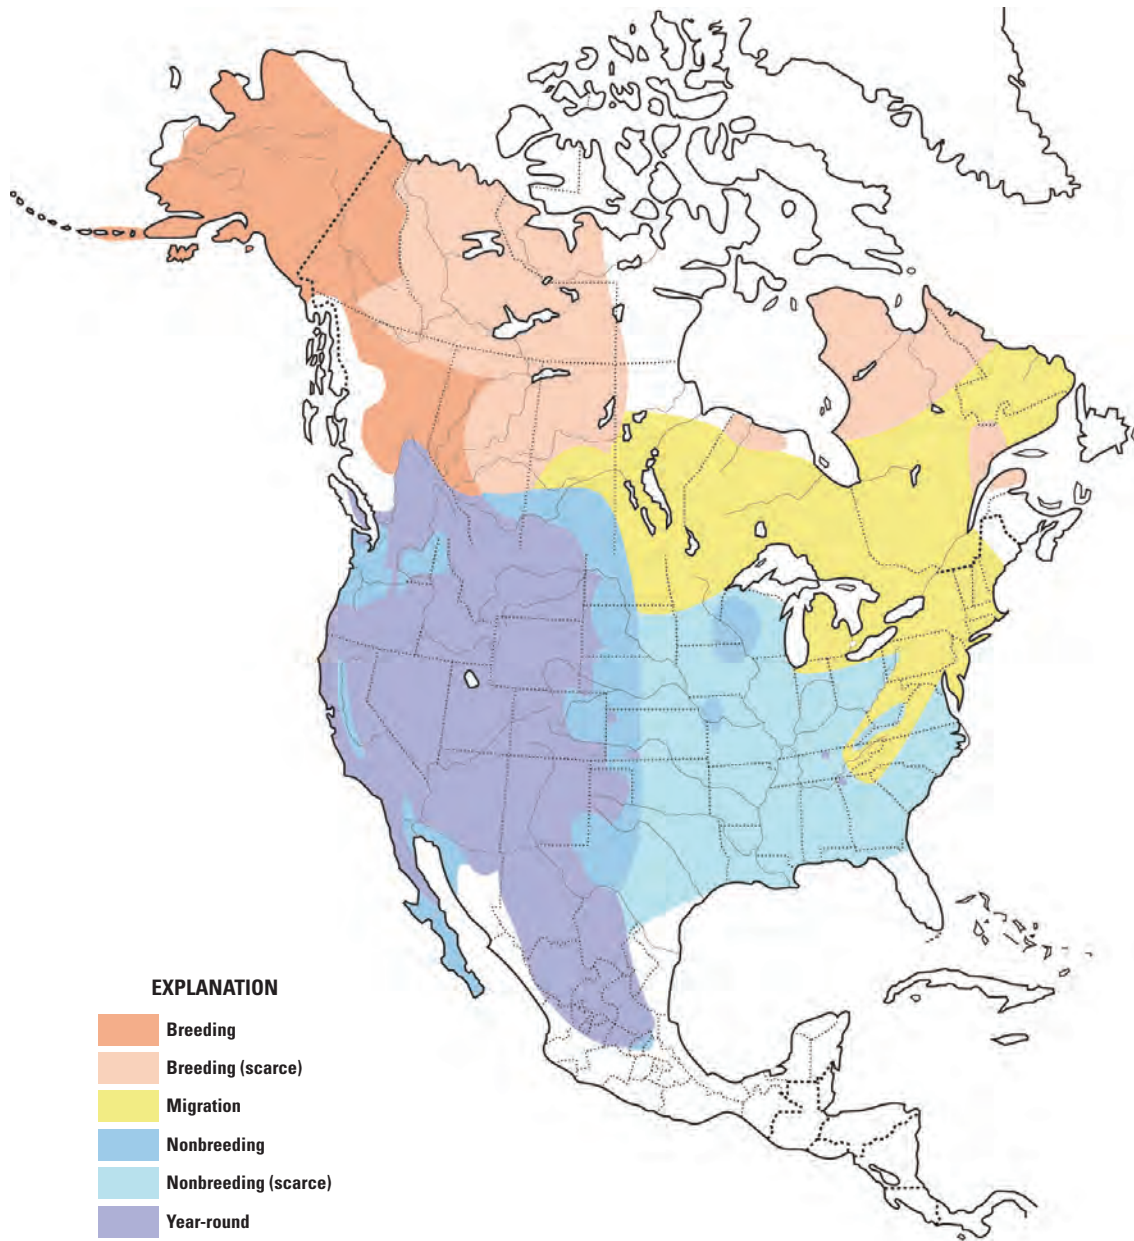 EXPLANATION
Breeding
Breeding (scarce)
Migration
Nonbreeding
Nonbreeding (scarce)
Year-round